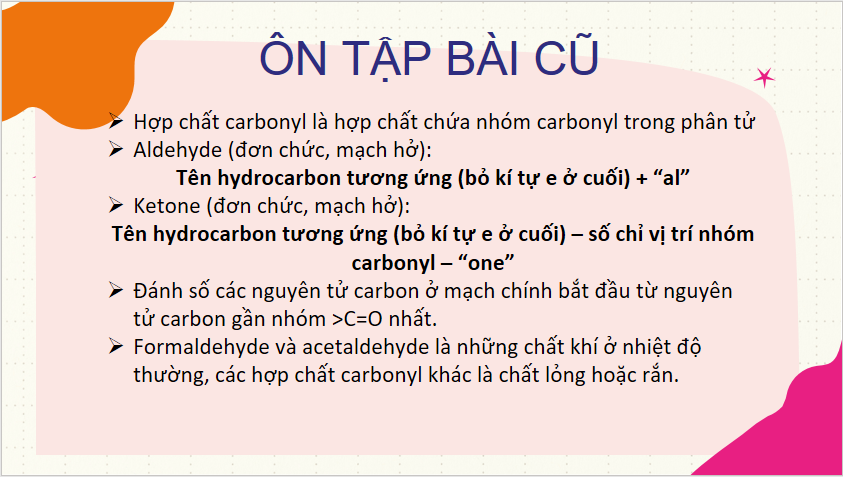 ÔN TẬP BÀI CŨ
➢ Hợp chất carbonyl là hợp chất chứa nhóm carbonyl trong phân tử
➢ Aldehyde (đơn chức, mạch hở):
Tên hydrocarbon tương ứng (bỏ kí tự e ở cuối) + “al”
➢ Ketone (đơn chức, mạch hở):
Tên hydrocarbon tương ứng (bỏ kí tự e ở cuối) – số chỉ vị trí nhóm
carbonyl – “one”
➢ Đánh số các nguyên tử carbon ở mạch chính bắt đầu từ nguyên
tử carbon gần nhóm >C=O nhất.
➢ Formaldehyde và acetaldehyde là những chất khí ở nhiệt độ
thường, các hợp chất carbonyl khác là chất lỏng hoặc rắn.